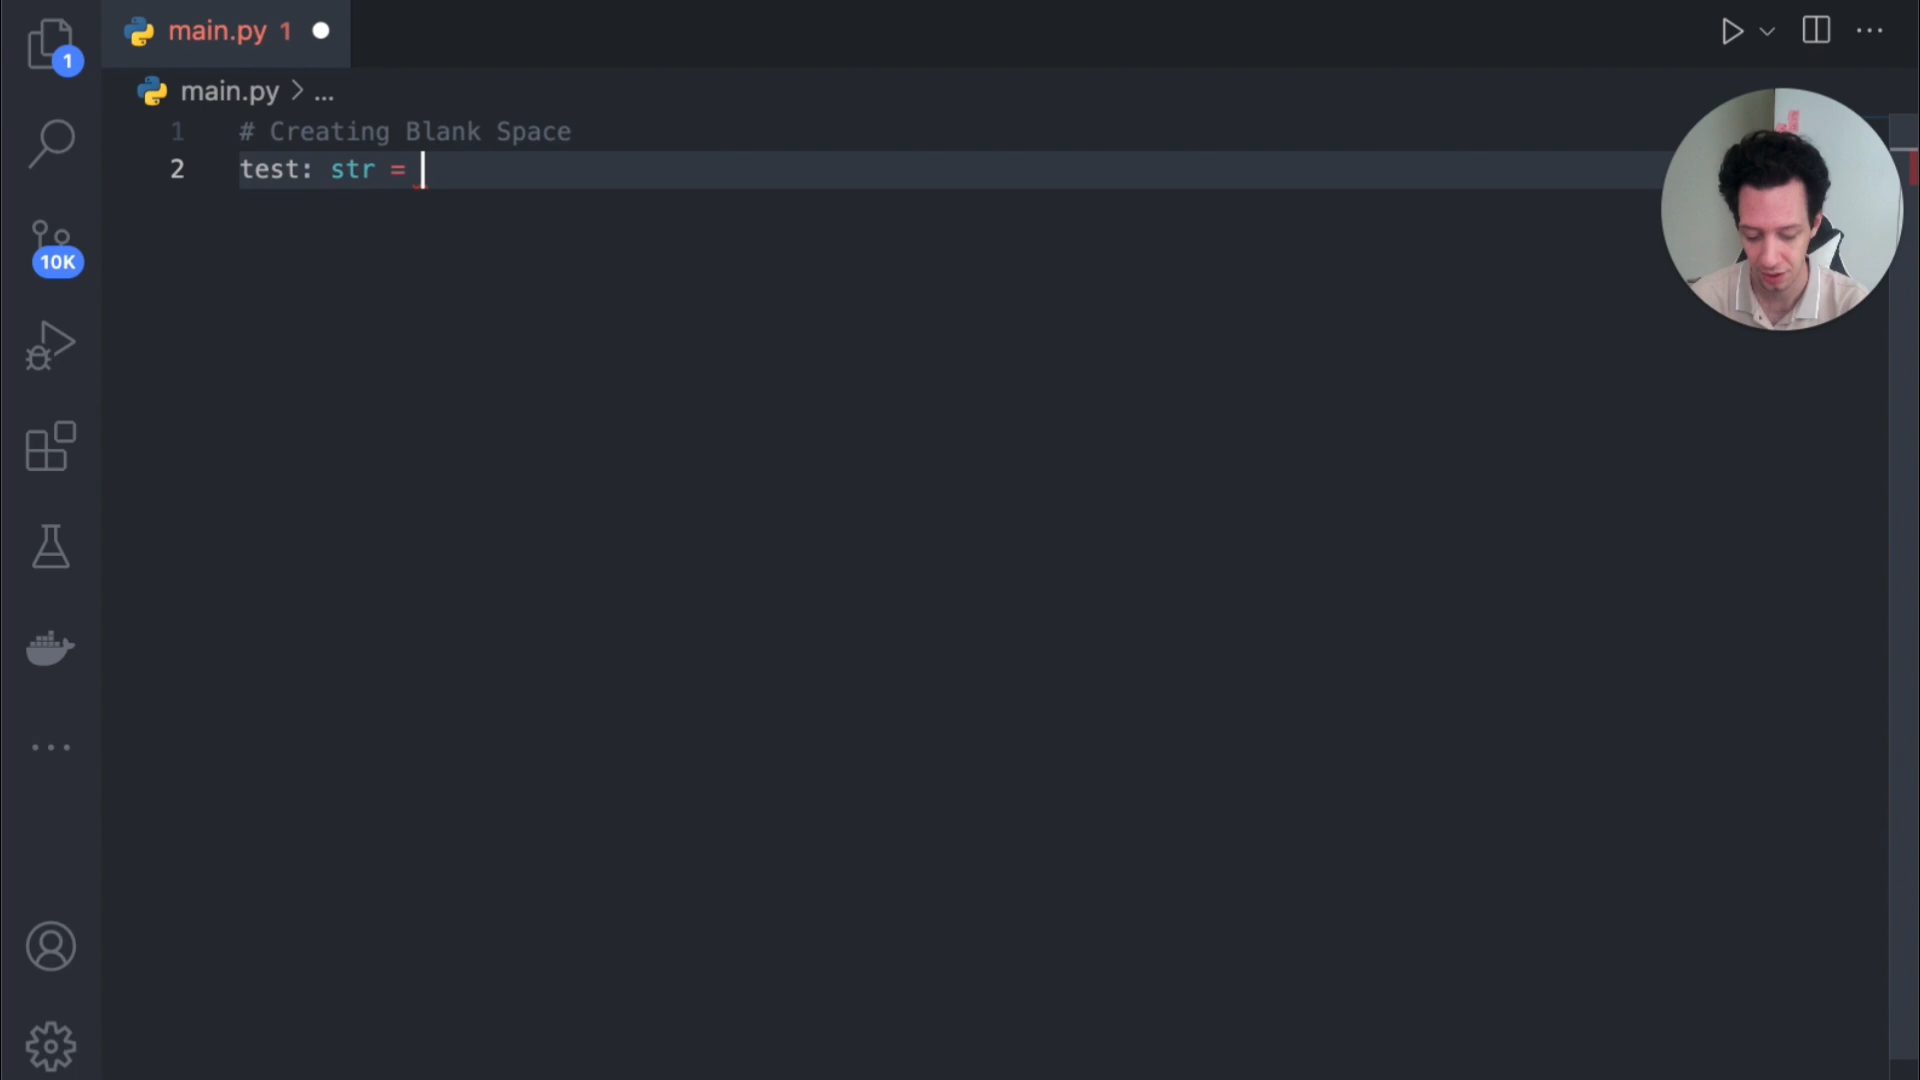 main.py 1
1
main.py > ...
1 # Creating Blank Space
2 test: str =
10K